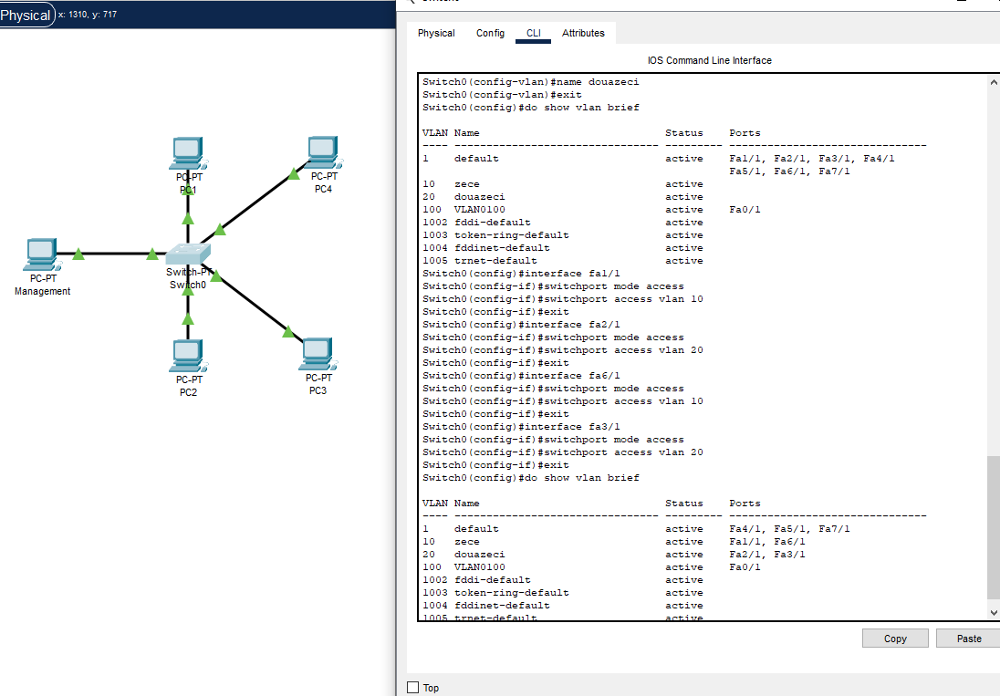 Physical x: 1310, y: 717
PC-PT
PC1
PC-PT
PC4
PC-PT
Management
Switch-PT
Switch0
PC-PT
PC2
PC-PT
PC3
Physical Config CLI Attributes
IOS Command Line Interface
Switch0(config-vlan)#name douazeci
Switch0(config-vlan)#exit
Switch0(config)#do show vlan brief
VLAN Name Status Ports
---- -------------------------------- --------- -------------------------------
1 default active Fa1/1, Fa2/1, Fa3/1, Fa4/1
Fa5/1, Fa6/1, Fa7/1
10 zece active
20 douazeci active
100 VLAN0100 active Fa0/1
1002 fddi-default active
1003 token-ring-default active
1004 fddinet-default active
1005 trnet-default active
Switch0(config)#interface fa1/1
Switch0(config-if)#switchport mode access
Switch0(config-if)#switchport access vlan 10
Switch0(config-if)#exit
Switch0(config)#interface fa2/1
Switch0(config-if)#switchport mode access
Switch0(config-if)#switchport access vlan 20
Switch0(config-if)#exit
Switch0(config)#interface fa6/1
Switch0(config-if)#switchport mode access
Switch0(config-if)#switchport access vlan 10
Switch0(config-if)#exit
Switch0(config)#interface fa3/1
Switch0(config-if)#switchport mode access
Switch0(config-if)#switchport access vlan 20
Switch0(config-if)#exit
Switch0(config)#do show vlan brief
VLAN Name Status Ports
---- -------------------------------- --------- -------------------------------
1 default active Fa4/1, Fa5/1, Fa7/1
10 zece active Fa1/1, Fa6/1
20 douazeci active Fa2/1, Fa3/1
100 VLAN0100 active Fa0/1
1002 fddi-default active
1003 token-ring-default active
1004 fddinet-default active
1005 trnet-default active
Copy Paste
Top